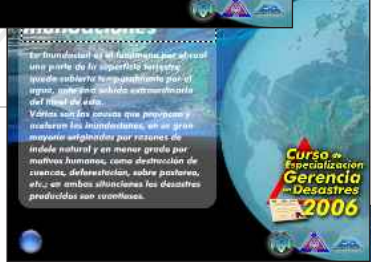 Inundaciones
La Inundación es el fenómeno por el cual
una parte de la superficie terrestre
queda cubierta temporalmente por el
agua, ante una subida extraordinaria
del nivel de ésta.
Varias son las causas que provocan y
aceleran las inundaciones, en su gran
mayoría originadas por razones de
índole natural y en menor grado por
motivos humanos, como destrucción de
cuencas, deforestación, sobre pastoreo,
etc.; en ambas situaciones los desastres
producidos son cuantiosos.
Curso de
Especialización
Gerencia
en Desastres
2006